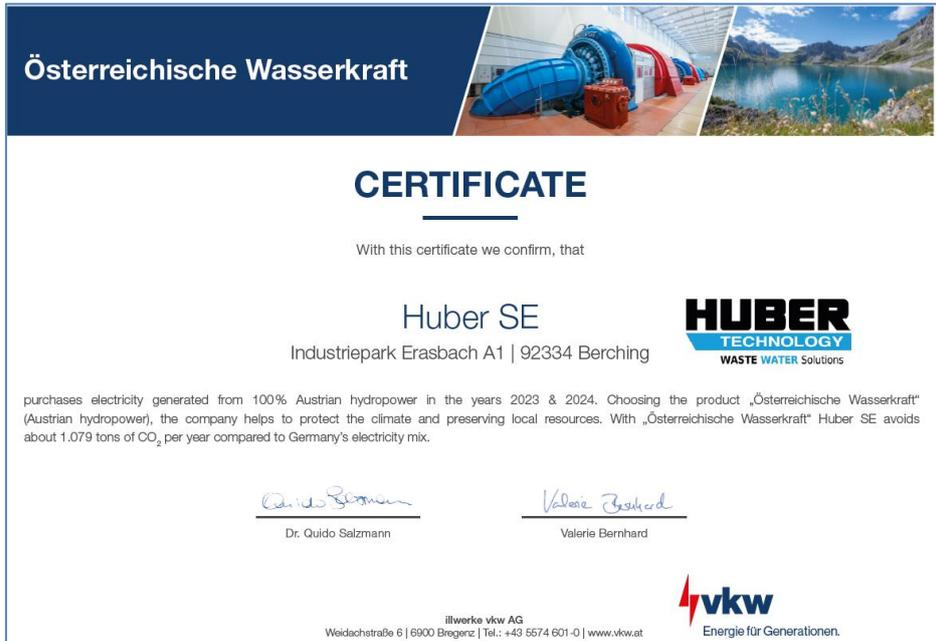 Österreichische Wasserkraft
CERTIFICATE
With this certificate we confirm, that
Huber SE
Industriepark Erasbach A1 | 92334 Berching
HUBER
TECHNOLOGY
WASTE WATER Solutions
purchases electricity generated from 100% Austrian hydropower in the years 2023 & 2024. Choosing the product „Österreichische Wasserkraft“
(Austrian hydropower), the company helps to protect the climate and preserving local resources. With „Österreichische Wasserkraft“ Huber SE avoids
about 1.079 tons of CO₂ per year compared to Germany's electricity mix.
Quido Salzmann
Valerie Bernhard
Dr. Quido Salzmann
Valerie Bernhard
illwerke vkw AG
Weidachstraße 6 | 6900 Bregenz | Tel.: +43 5574 601-0 | www.vkw.at
vkw
Energie für Generationen.